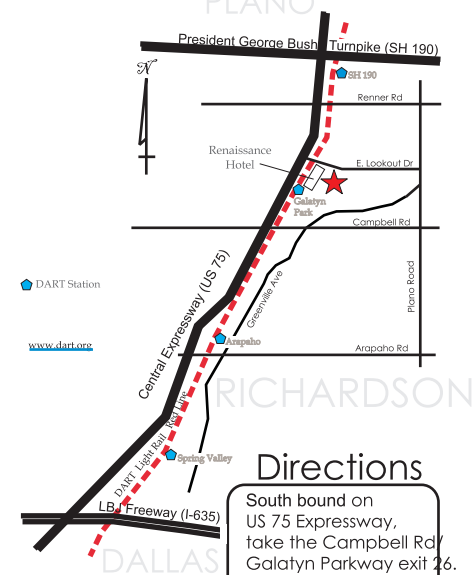 PLANO
President George Bush Turnpike (SH 190)
N
SH 190
Renner Rd
Renaissance
Hotel
E. Lookout Dr
Galatyn
Park
Campbell Rd
Central Expressway (US 75)
Greenville Ave
Plano Road
DART Station
www.dart.org
Arapaho
Arapaho Rd
RICHARDSON
DART Light Rail Red Line
Spring Valley
LBJ Freeway (I-635)
DALLAS
Directions
South bound on
US 75 Expressway,
take the Campbell Rd/
Galatyn Parkway exit 26.